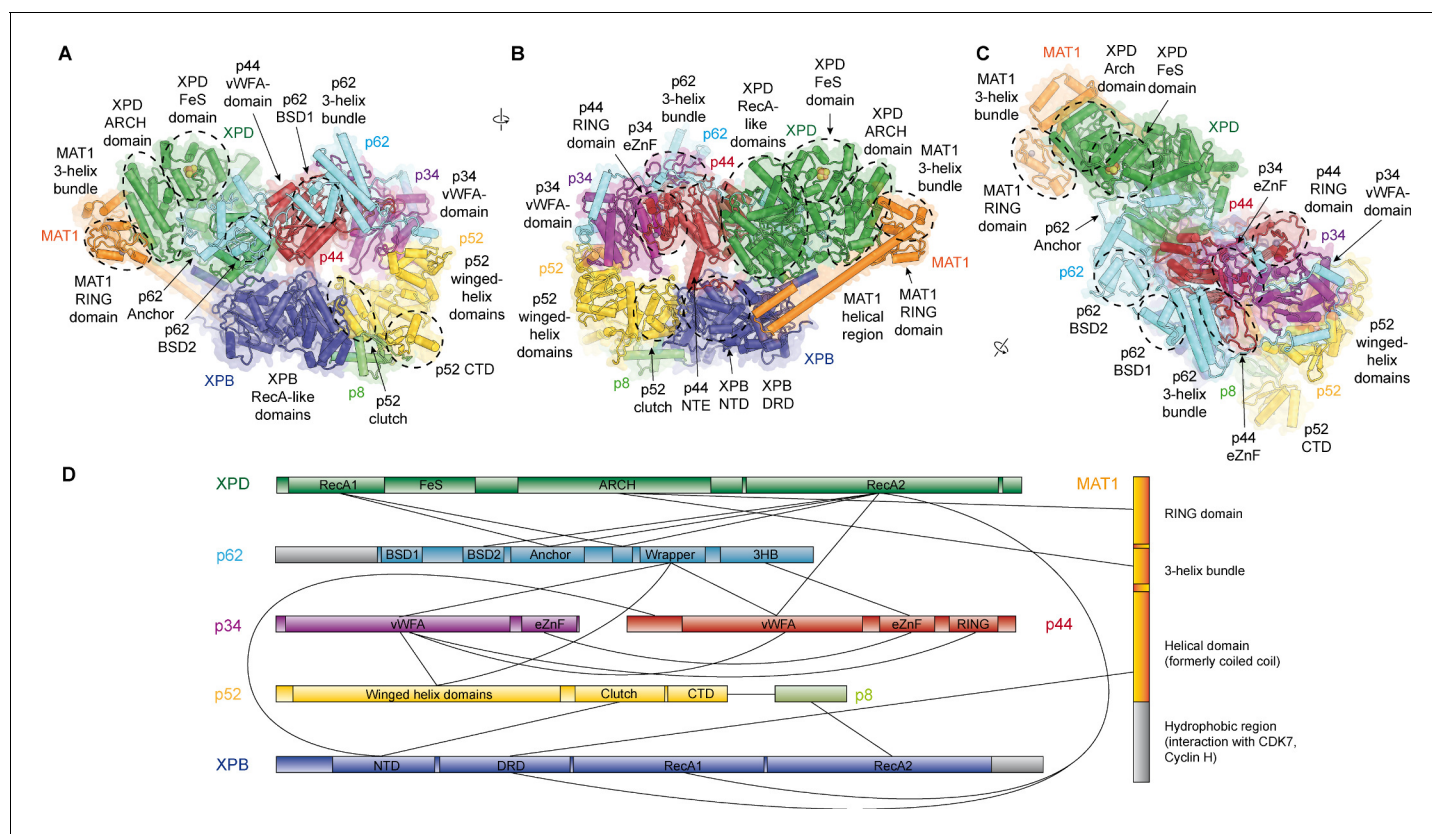 A
XPD
ARCH
domain
XPD
FeS
domain
p44
vWFA-
domain
p62
BSD1
p62
3-helix
bundle
XPD
p62
MAT1
3-helix
bundle
p34
p34
vWFA-
domain
MAT1
p52
p52
winged-
helix
domains
MAT1
RING
domain
p62
Anchor
p62
BSD2
p44
XPB
XPB
RecA-like
domains
p8
p52
clutch
p52 CTD
B
p44
RING
domain
p34
eZnF
p62
3-helix
bundle
p62
p44
XPD
RecA-
like
domains
XPD
FeS
domain
XPD
XPD
ARCH
domain
MAT1
3-helix
bundle
p34
vWFA-
domain
p34
p52
p52
winged-
helix
domains
MAT1
MAT1
helical
region
MAT1
RING
domain
p8
p52
clutch
p44
NTE
XPB
NTD
XPB
DRD
XPB
C
MAT1
MAT1
3-helix
bundle
XPD
Arch
domain
XPD
FeS
domain
XPD
MAT1
RING
domain
p34
eZnF
p44
RING
domain
p34
vWFA-
domain
p44
p34
p62
Anchor
p62
p62
BSD2
p62
BSD1
p62
3-helix
bundle
p8
p44
eZnF
p52
p52
winged-
helix
domains
p52
CTD
D
XPD
RecA1 FeS ARCH RecA2
MAT1
RING domain
p62
BSD1 BSD2 Anchor Wrapper 3HB
3-helix bundle
p34
vWFA eZnF
vWFA eZnF RING
p44
Helical domain
(formerly coiled coil)
p52
Winged helix domains Clutch CTD
p8
Hydrophobic region
(interaction with CDK7,
Cyclin H)
XPB
NTD DRD RecA1 RecA2